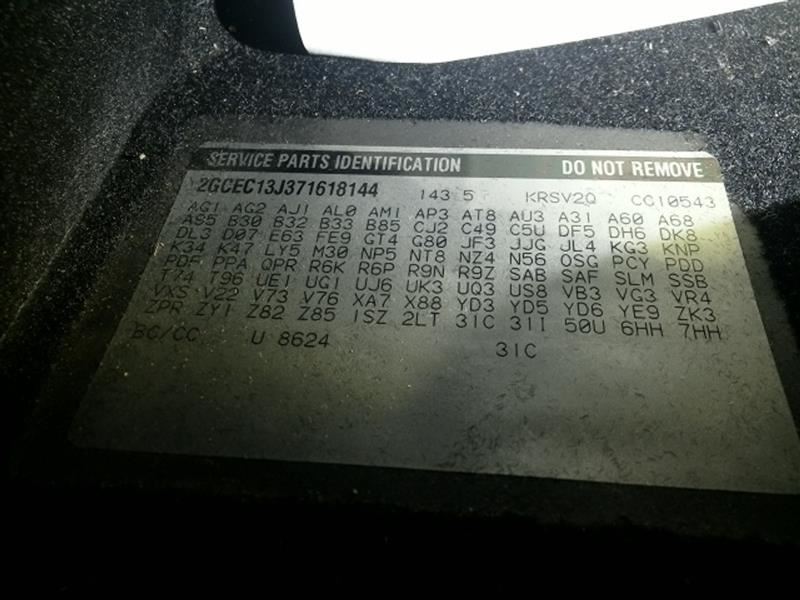 SERVICE PARTS IDENTIFICATION DO NOT REMOVE
2GCEC13J371618144 143.5 KRSV2Q CC10543
AG1 AG2 AJ1 AL0 AM1 AP3 AT8 AU3 A31 A60 A68
AS5 B30 B32 B33 B85 CJ2 C49 C5U DF5 DH6 DK8
DL3 D07 E63 FE9 GT4 G80 JF3 JJG JL4 KG3 KNP
K34 K47 LY5 M30 NP5 NT8 NZ4 N56 OSG PCY PDD
PDF PPA QPR R6K R6P R9N R9Z SAB SAF SLM SSB
T74 T96 UE1 UG1 UJ6 UK3 UQ3 US8 VB3 VG3 VR4
VXS V22 V73 V76 XA7 X88 YD3 YD5 YD6 YE9 ZK3
ZPR ZY1 Z82 Z85 1SZ 2LT 31C 31I 50U 6HH 7HH
BC/CC U 8624 31C